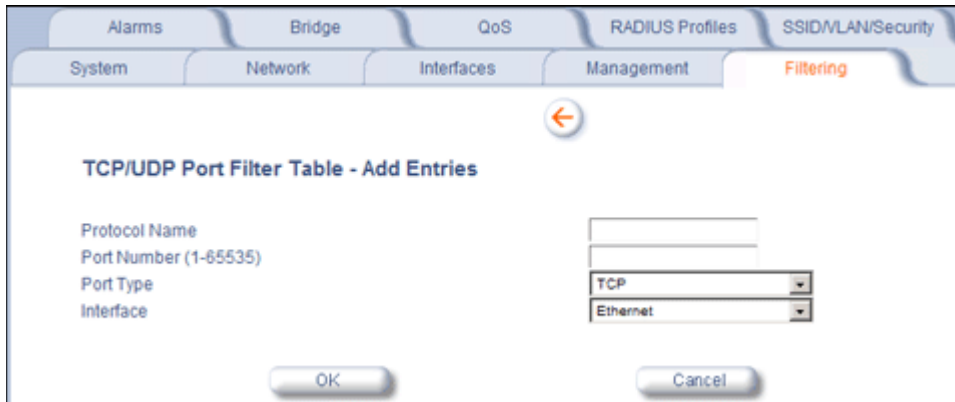 Alarms Bridge QoS RADIUS Profiles SSID/VLAN/Security
System Network Interfaces Management Filtering
TCP/UDP Port Filter Table - Add Entries
Protocol Name
Port Number (1-65535)
Port Type TCP
Interface Ethernet
OK Cancel